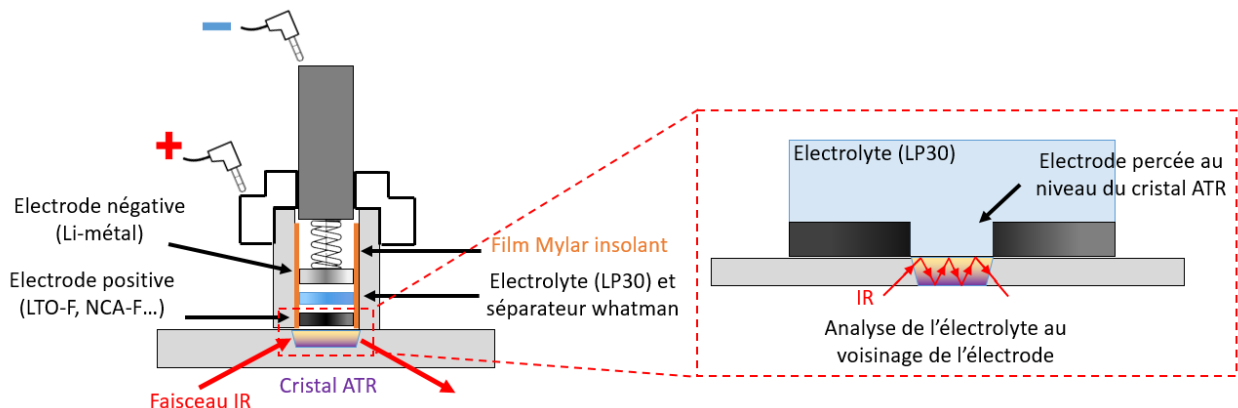 Electrode négative
(Li-métal)
Electrode positive
(LTO-F, NCA-F...)
Film Mylar insolant
Electrolyte (LP30) et
séparateur whatman
Cristal ATR
Faisceau IR
Electrolyte (LP30)
Electrode percée au
niveau du cristal ATR
IR
Analyse de l'électrolyte au
voisinage de l'électrode